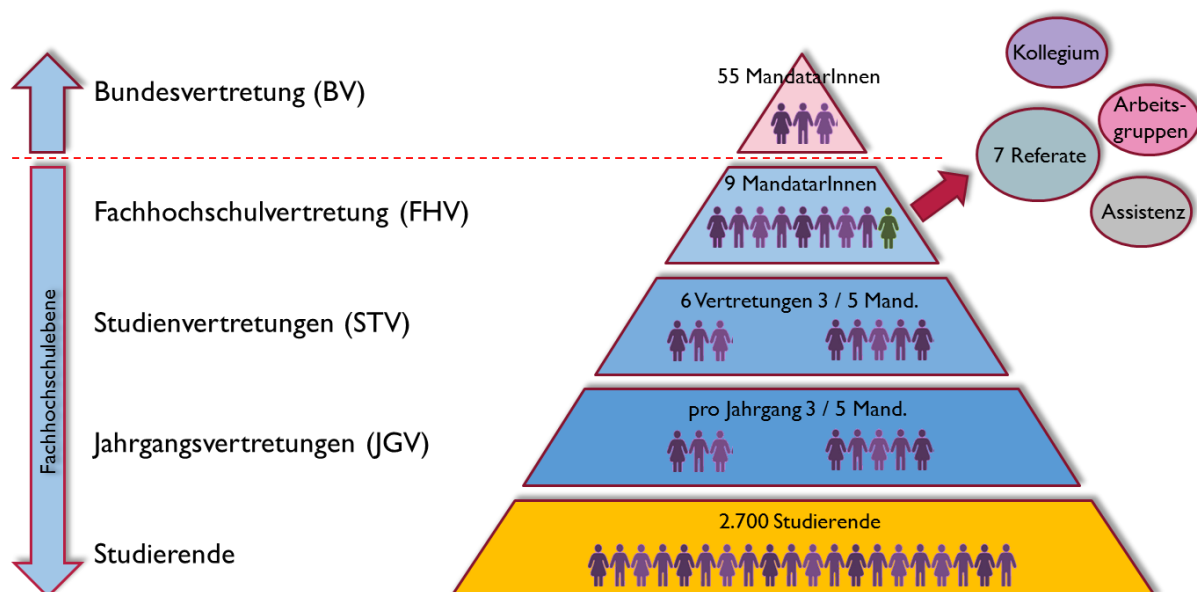 Bundesvertretung (BV)
55 MandatarInnen
Kollegium
Arbeits-
gruppen
7 Referate
Assistenz
Fachhochschulvertretung (FHV)
9 MandatarInnen
Fachhochschulebene
Studienvertretungen (STV)
6 Vertretungen 3 / 5 Mand.
Jahrgangsvertretungen (JGV)
pro Jahrgang 3 / 5 Mand.
Studierende
2.700 Studierende